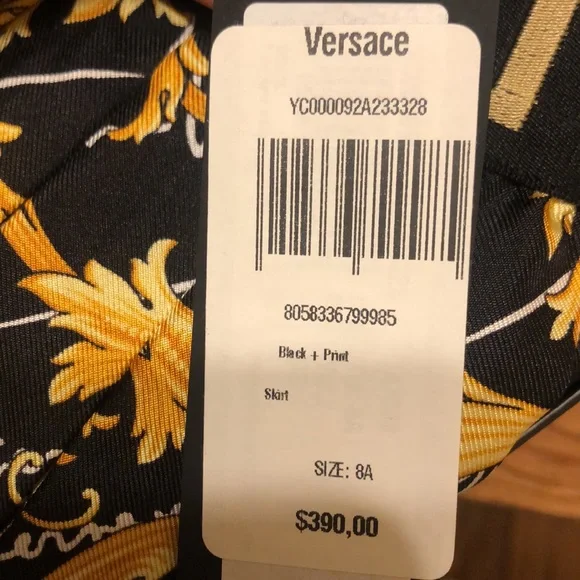 Versace
YC000092A233328
8058336799985
Black + Print
Skirt
SIZE: 8A
$390,00